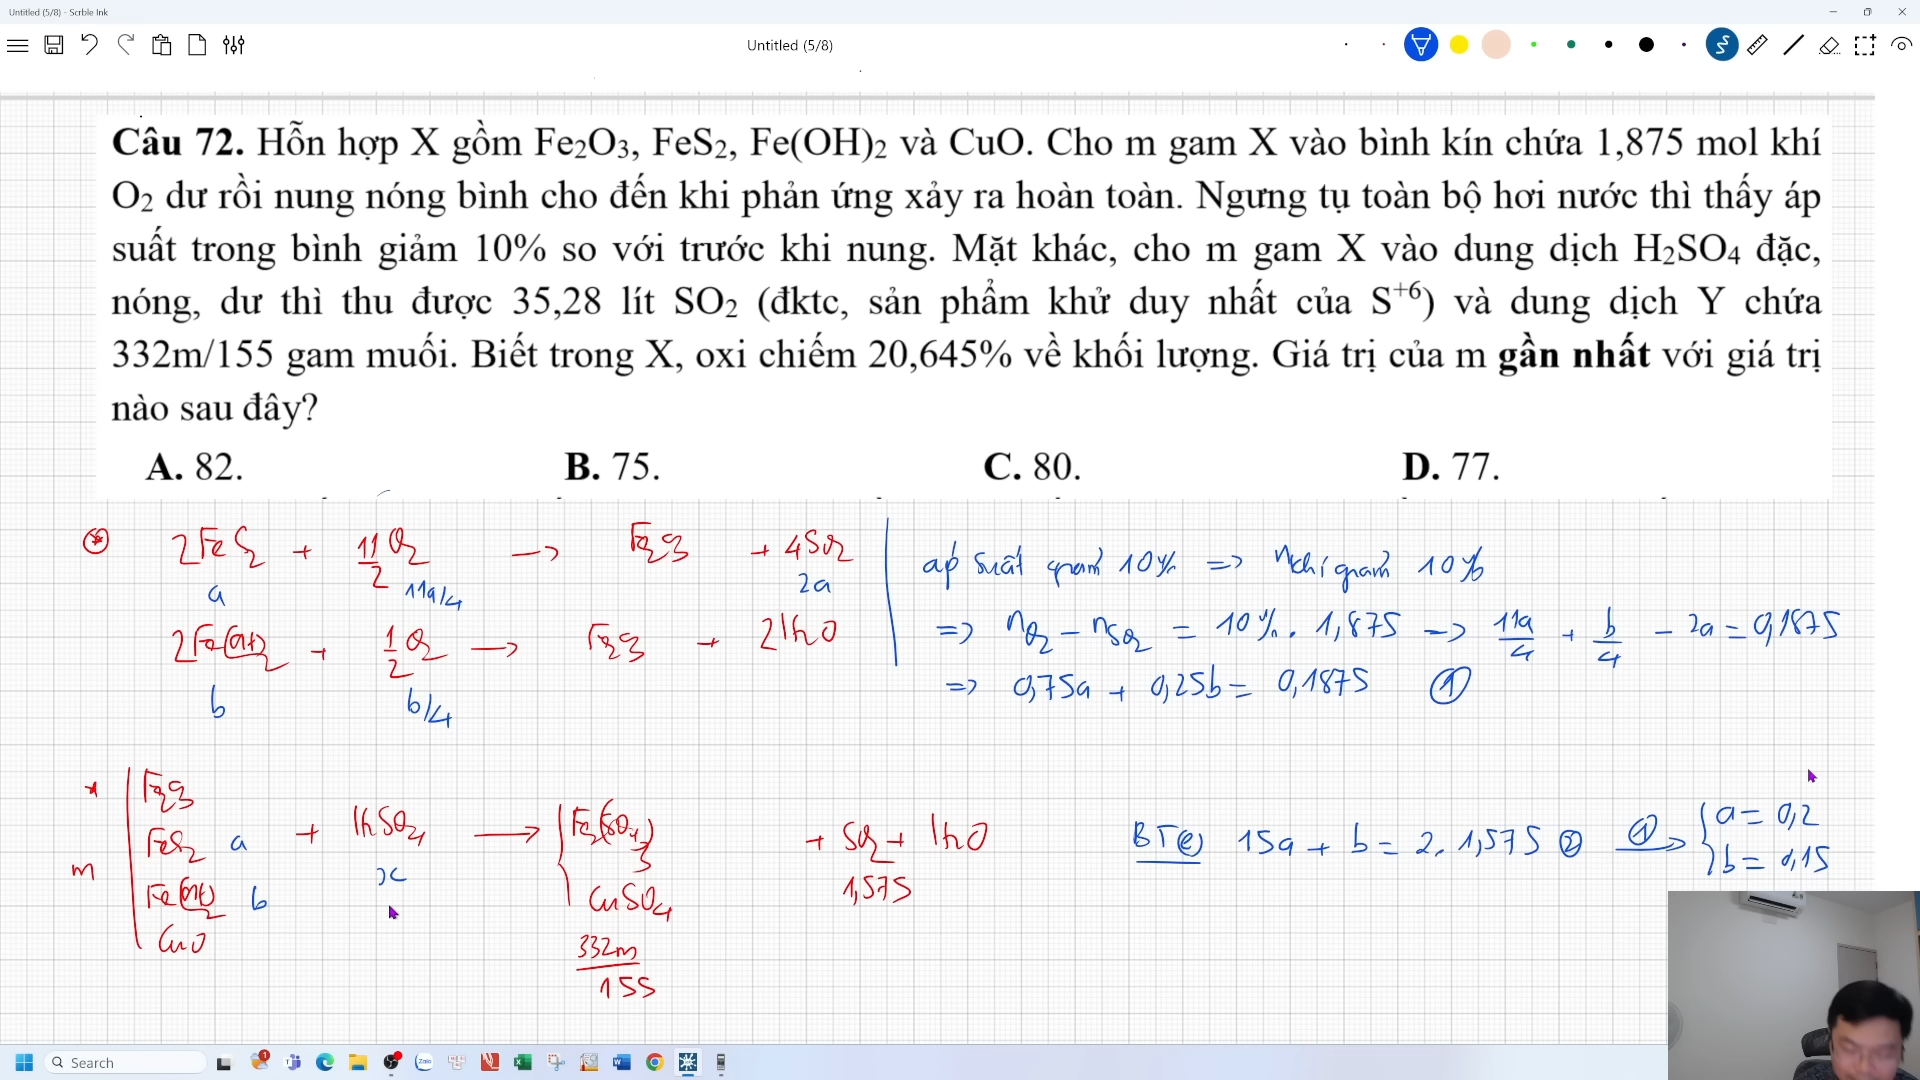 Untitled (5/8) - Scrble Ink
Untitled (5/8)
Câu 72. Hỗn hợp X gồm Fe₂O₃, FeS₂, Fe(OH)₂ và CuO. Cho m gam X vào bình kín chứa 1,875 mol khí
O₂ dư rồi nung nóng bình cho đến khi phản ứng xảy ra hoàn toàn. Ngưng tụ toàn bộ hơi nước thì thấy áp
suất trong bình giảm 10% so với trước khi nung. Mặt khác, cho m gam X vào dung dịch H₂SO₄ đặc,
nóng, dư thì thu được 35,28 lít SO₂ (đktc, sản phẩm khử duy nhất của S⁺⁶) và dung dịch Y chứa
332m/155 gam muối. Biết trong X, oxi chiếm 20,645% về khối lượng. Giá trị của m gần nhất với giá trị
nào sau đây?
A. 82. B. 75. C. 80. D. 77.
2FeS₂ + 11/2 O₂ → Fe₂O₃ + 4SO₂
a 11a/4 2a
2Fe(OH)₂ + 1/2 O₂ → Fe₂O₃ + 2H₂O
b b/4
áp suất giảm 10% => n khí giảm 10%
=> nO₂ - nSO₂ = 10%. 1,875 → 11a/4 + b/4 - 2a = 0,1875
=> 0,75a + 0,25b = 0,1875 ①
* m
Fe₂O₃
FeS₂ a
Fe(OH)₂ b
CuO
+ H₂SO₄ →
x
Fe₂(SO₄)₃
CuSO₄
332m/155
+ SO₂ + H₂O
1,575
BT(e) 15a + b = 2. 1,575 ② ① → a = 0,2
b = 0,15
Search